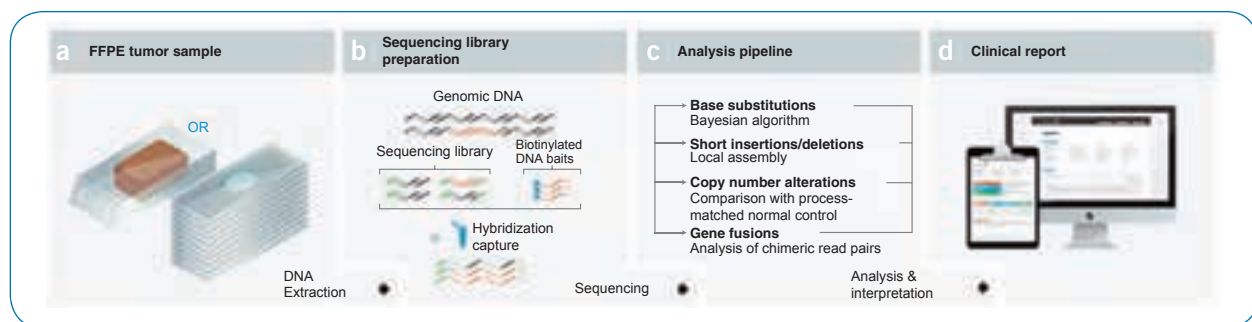 a FFPE tumor sample
OR
DNA
Extraction
b Sequencing library
preparation
Genomic DNA
Sequencing library
Biotinylated
DNA baits
Hybridization
capture
Sequencing
c Analysis pipeline
Base substitutions
Bayesian algorithm
Short insertions/deletions
Local assembly
Copy number alterations
Comparison with process-
matched normal control
Gene fusions
Analysis of chimeric read pairs
Analysis &
interpretation
d Clinical report